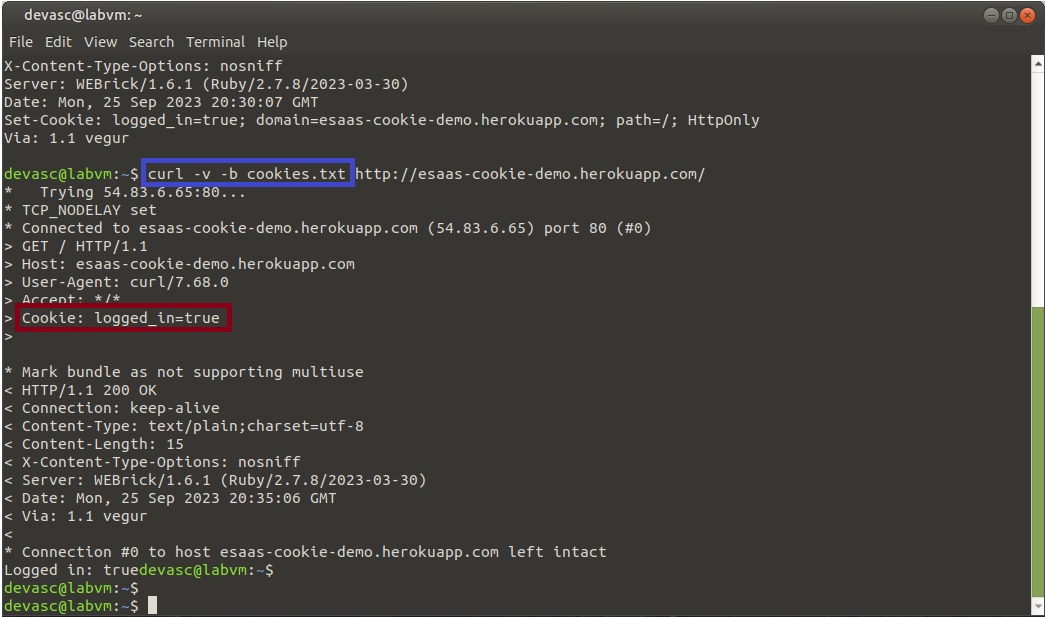 devasc@labvm: ~
File Edit View Search Terminal Help
X-Content-Type-Options: nosniff
Server: WEBrick/1.6.1 (Ruby/2.7.8/2023-03-30)
Date: Mon, 25 Sep 2023 20:30:07 GMT
Set-Cookie: logged_in=true; domain=esaas-cookie-demo.herokuapp.com; path=/; HttpOnly
Via: 1.1 vegur
devasc@labvm:~$ curl -v -b cookies.txt http://esaas-cookie-demo.herokuapp.com/
*   Trying 54.83.6.65:80...
* TCP_NODELAY set
* Connected to esaas-cookie-demo.herokuapp.com (54.83.6.65) port 80 (#0)
> GET / HTTP/1.1
> Host: esaas-cookie-demo.herokuapp.com
> User-Agent: curl/7.68.0
> Accept: */*
> Cookie: logged_in=true
>
* Mark bundle as not supporting multiuse
< HTTP/1.1 200 OK
< Connection: keep-alive
< Content-Type: text/plain;charset=utf-8
< Content-Length: 15
< X-Content-Type-Options: nosniff
< Server: WEBrick/1.6.1 (Ruby/2.7.8/2023-03-30)
< Date: Mon, 25 Sep 2023 20:35:06 GMT
< Via: 1.1 vegur
<
* Connection #0 to host esaas-cookie-demo.herokuapp.com left intact
Logged in: truedevasc@labvm:~$
devasc@labvm:~$
devasc@labvm:~$